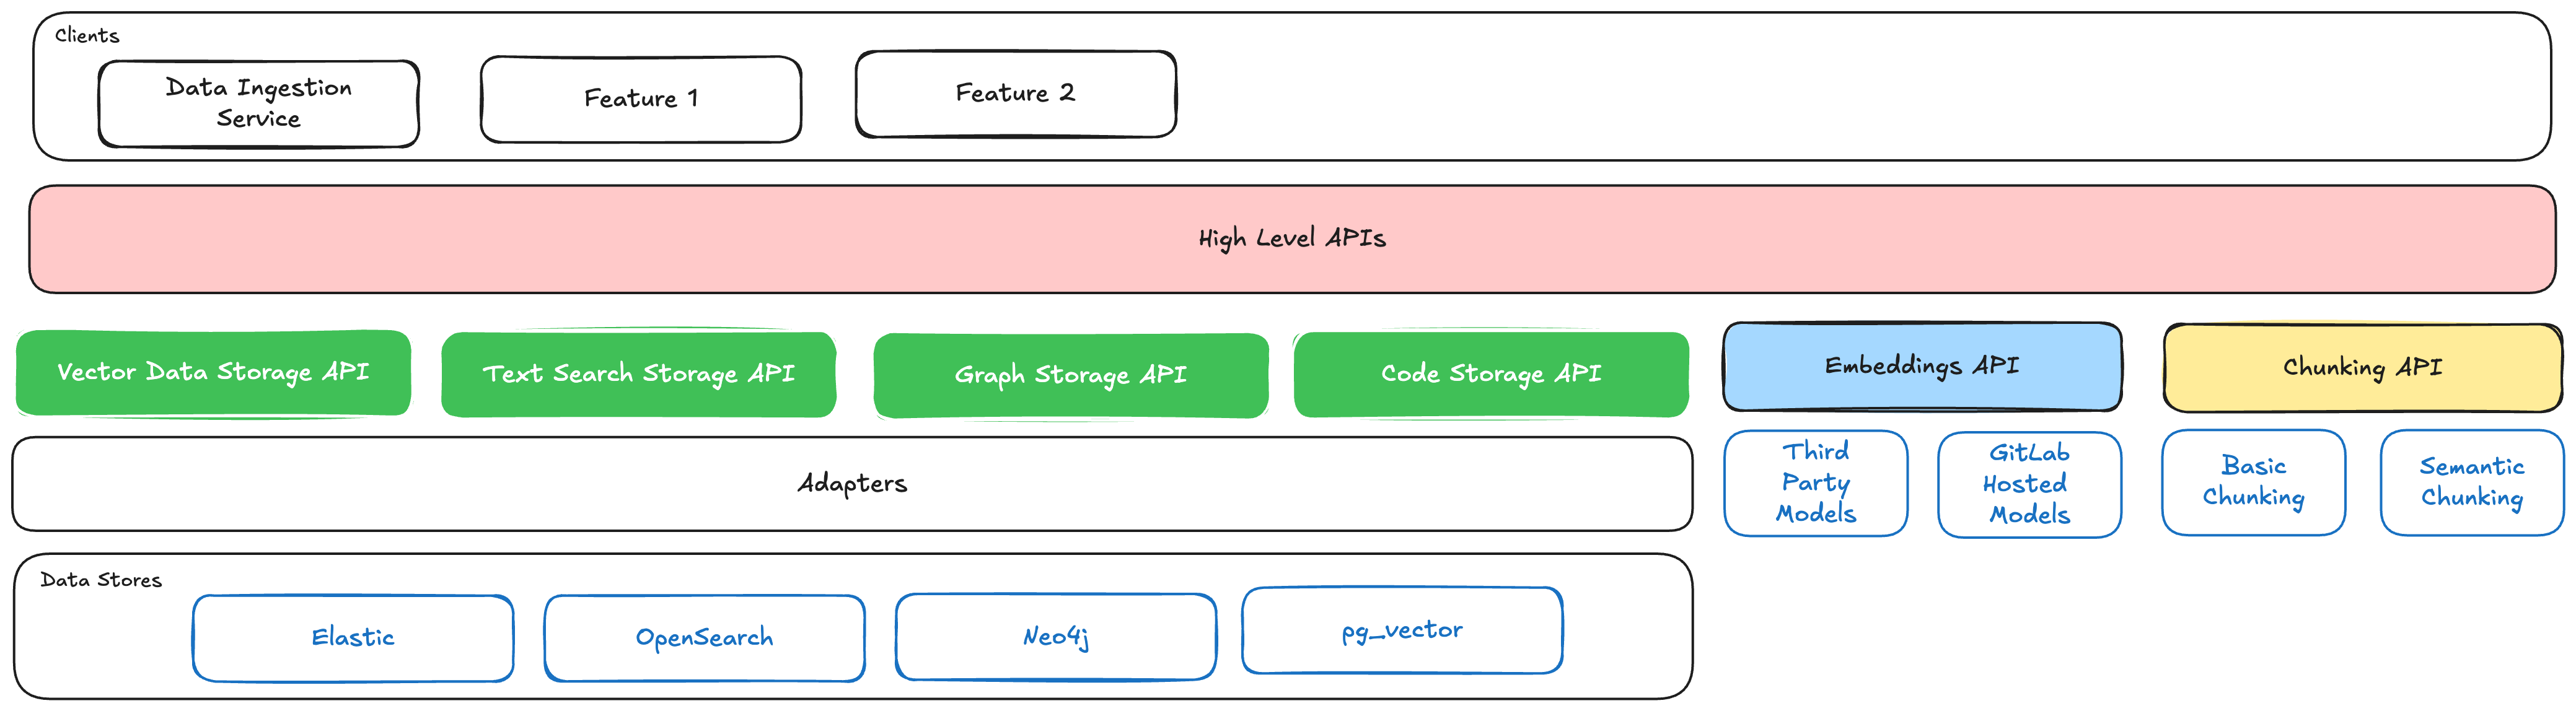 Clients
Data Ingestion
Service
Feature 1
Feature 2
High Level APIs
Vector Data Storage API
Text Search Storage API
Graph Storage API
Code Storage API
Embeddings API
Chunking API
Adapters
Third
Party
Models
GitLab
Hosted
Models
Basic
Chunking
Semantic
Chunking
Data Stores
Elastic
OpenSearch
Neo4j
pg_vector